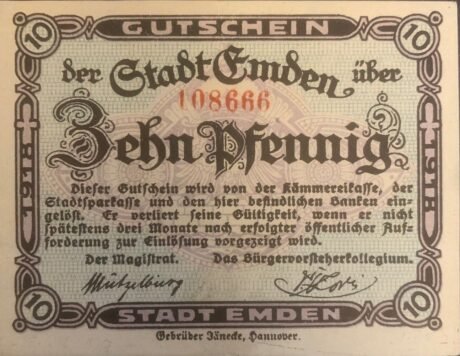 GUTSCHEIN
10 10
der Stadt Emden über
108666
Zehn Pfennig
1918 1918
Dieser Gutschein wird von der Kämmereikasse, der
Stadtsparkasse und den hier befindlichen Banken ein-
gelöst. Er verliert seine Gültigkeit, wenn er nicht
spätestens drei Monate nach erfolgter öffentlicher Auf-
forderung zur Einlösung vorgezeigt wird.
Der Magistrat. Das Bürgervorsteherkollegium.
Mützelburg
10 10
STADT EMDEN
Gebrüder Jänecke, Hannover.